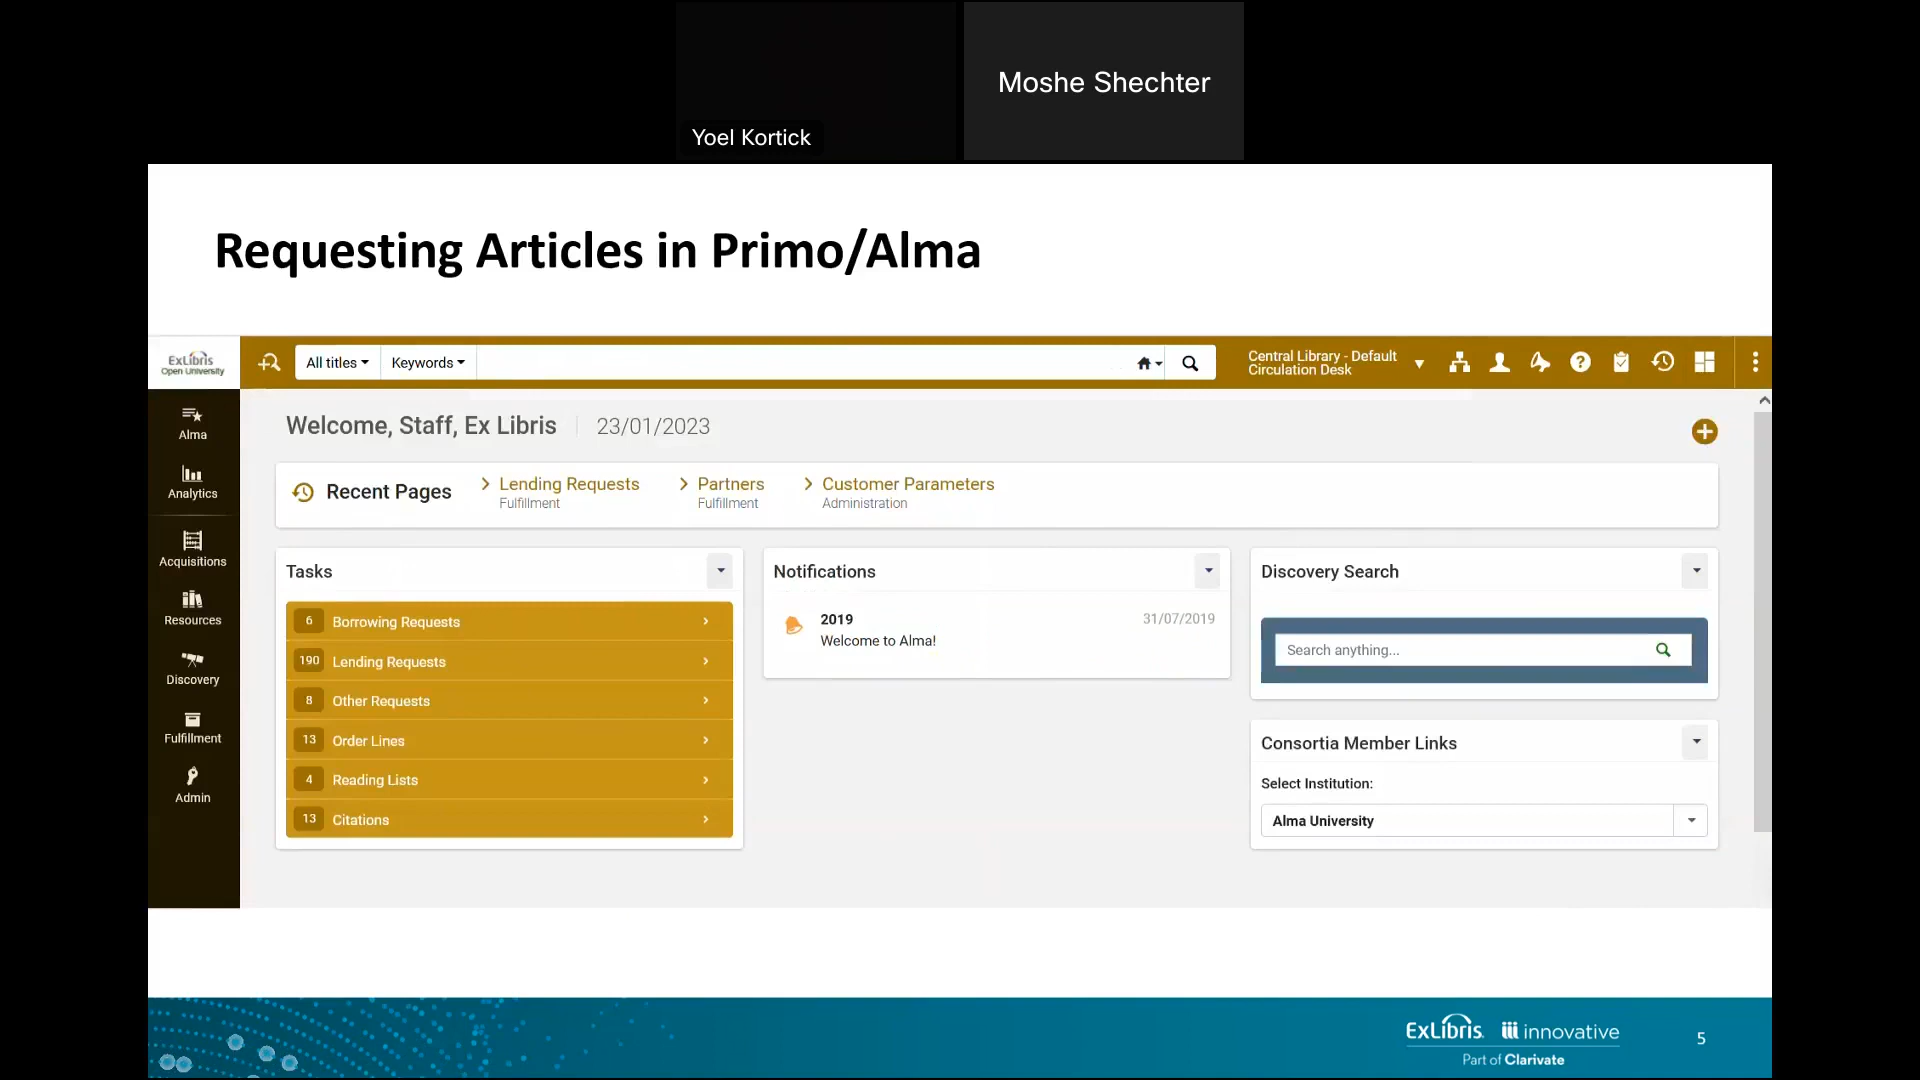 Moshe Shechter
Yoel Kortick
Requesting Articles in Primo/Alma
ExLibris
Open University
All titles
Keywords
Central Library - Default
Circulation Desk
Alma
Analytics
Acquisitions
Resources
Discovery
Fulfillment
Admin
Welcome, Staff, Ex Libris 23/01/2023
Recent Pages
Lending Requests
Fulfillment
Partners
Fulfillment
Customer Parameters
Administration
Tasks
6 Borrowing Requests
190 Lending Requests
8 Other Requests
13 Order Lines
4 Reading Lists
13 Citations
Notifications
2019 31/07/2019
Welcome to Alma!
Discovery Search
Search anything...
Consortia Member Links
Select Institution:
Alma University
ExLibris innovative
Part of Clarivate
5